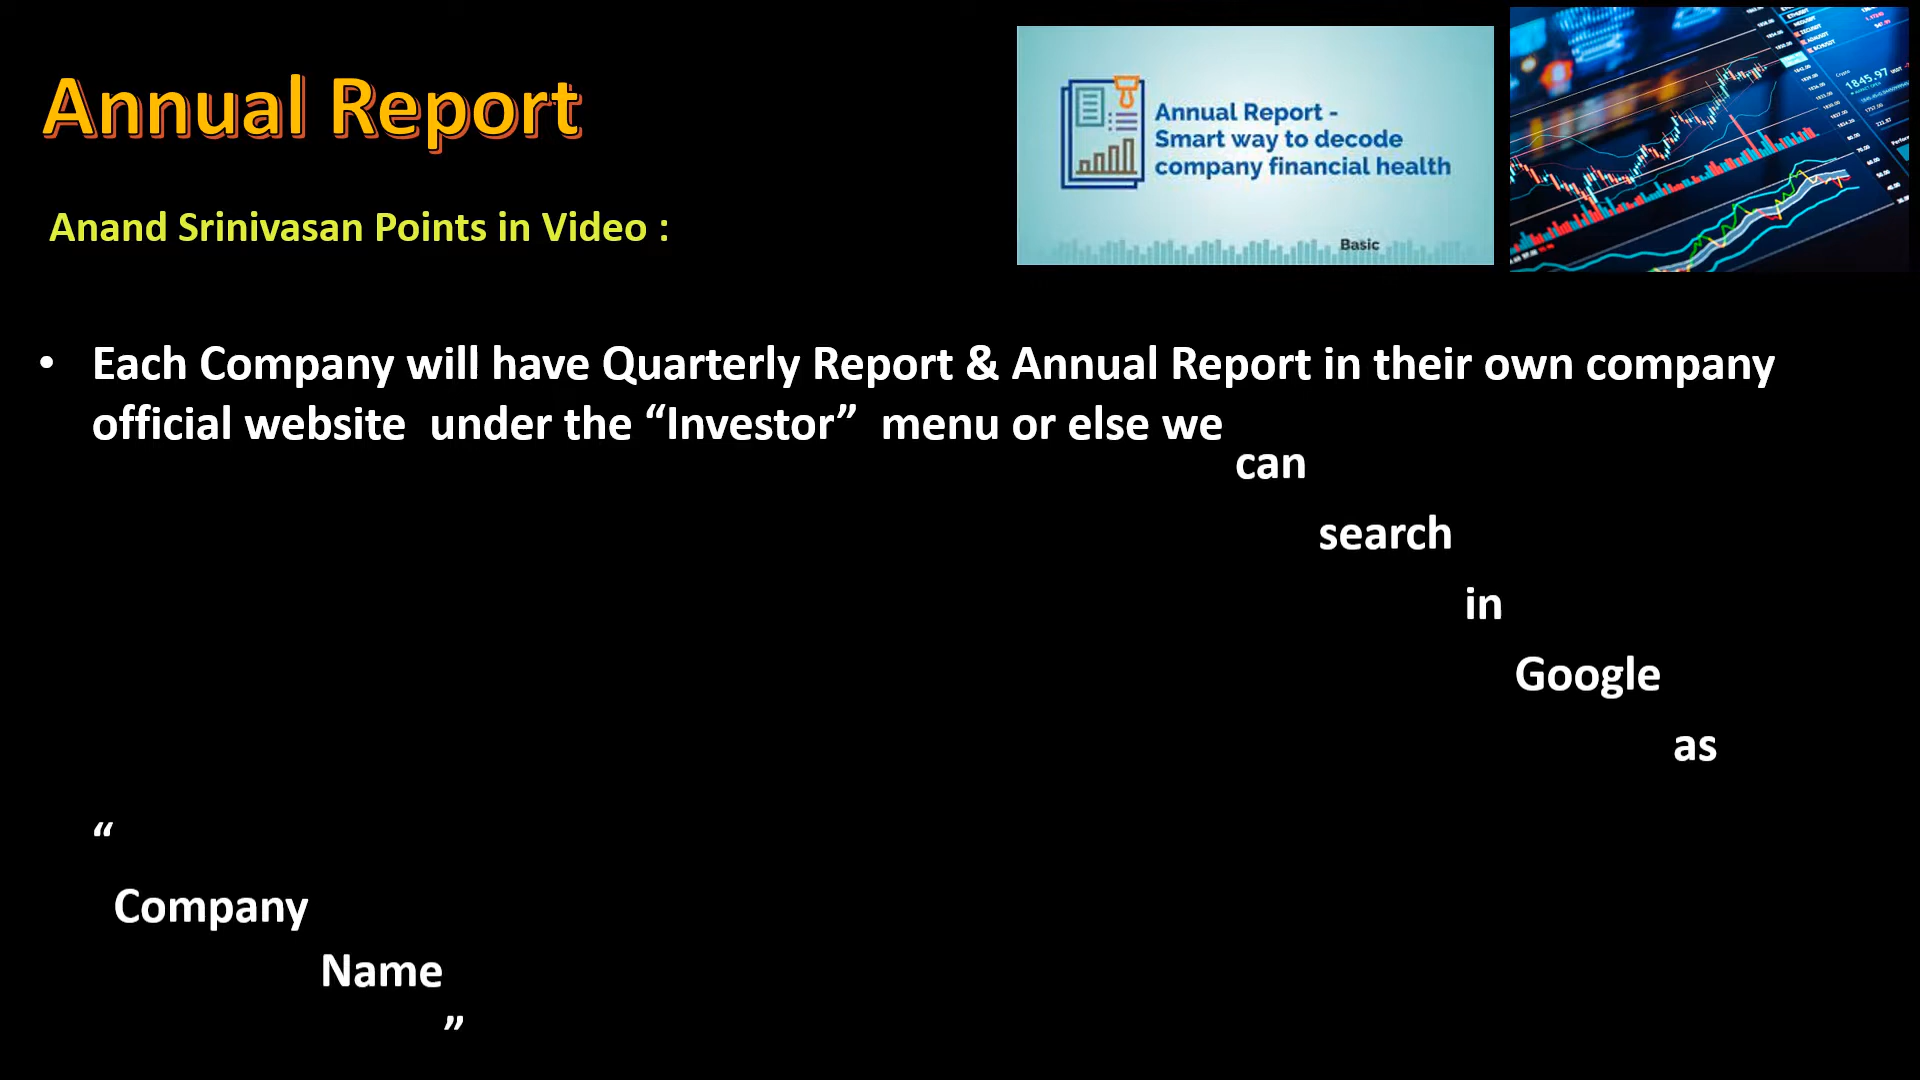 Annual Report
Anand Srinivasan Points in Video :
Annual Report -
Smart way to decode
company financial health
Basic
1845.97
• Each Company will have Quarterly Report & Annual Report in their own company
official website under the “Investor” menu or else we
can
search
in
Google
as
“
Company
Name
”